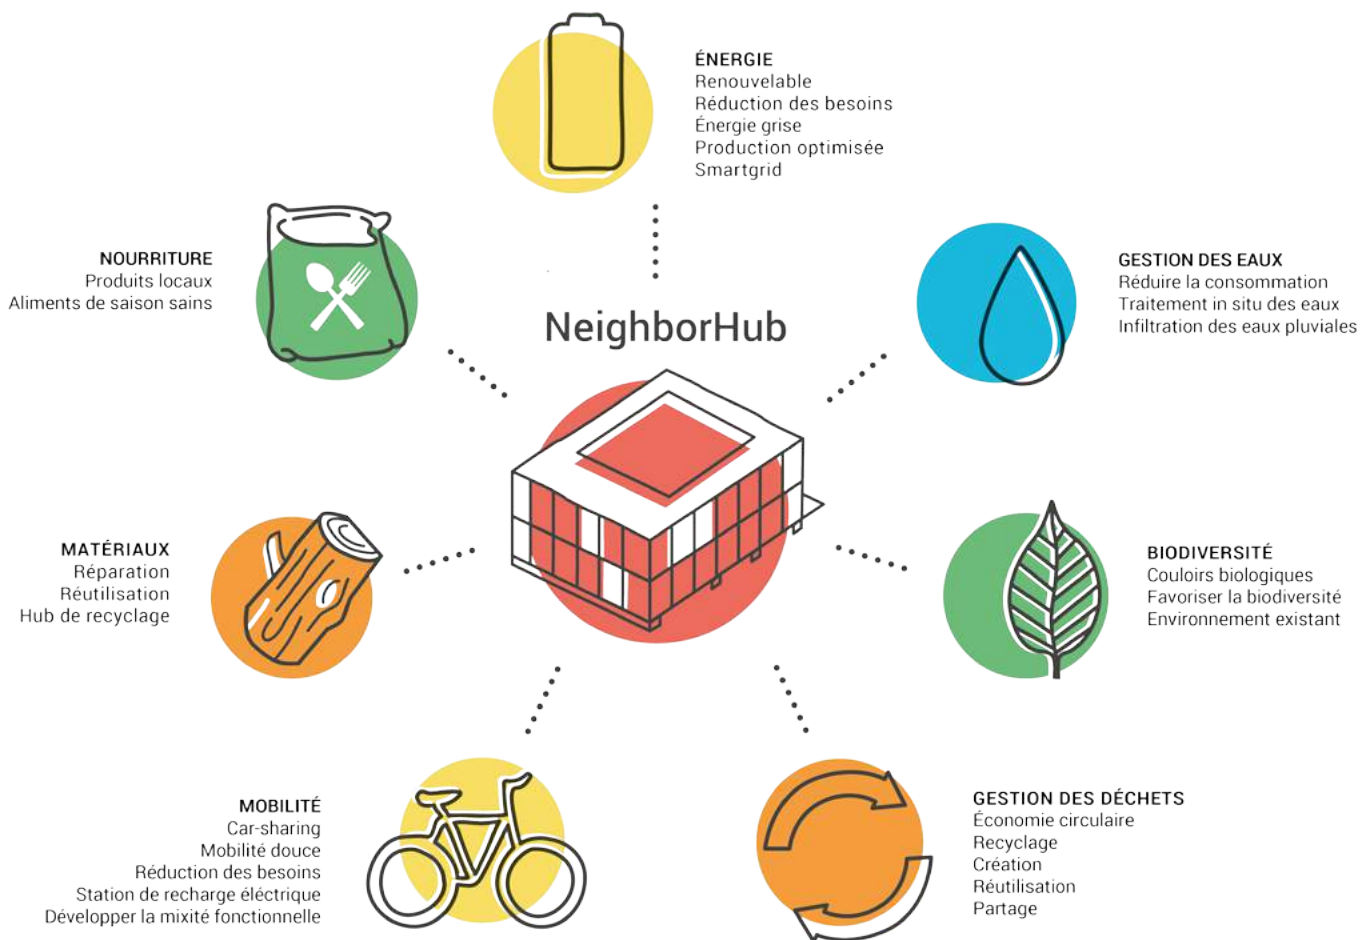 ÉNERGIE
Renouvelable
Réduction des besoins
Énergie grise
Production optimisée
Smartgrid
NOURRITURE
Produits locaux
Aliments de saison sains
GESTION DES EAUX
Réduire la consommation
Traitement in situ des eaux
Infiltration des eaux pluviales
NeighborHub
MATÉRIAUX
Réparation
Réutilisation
Hub de recyclage
BIODIVERSITÉ
Couloirs biologiques
Favoriser la biodiversité
Environnement existant
MOBILITÉ
Car-sharing
Mobilité douce
Réduction des besoins
Station de recharge éléctrique
Développer la mixité fonctionnelle
GESTION DES DÉCHETS
Économie circulaire
Recyclage
Création
Réutilisation
Partage